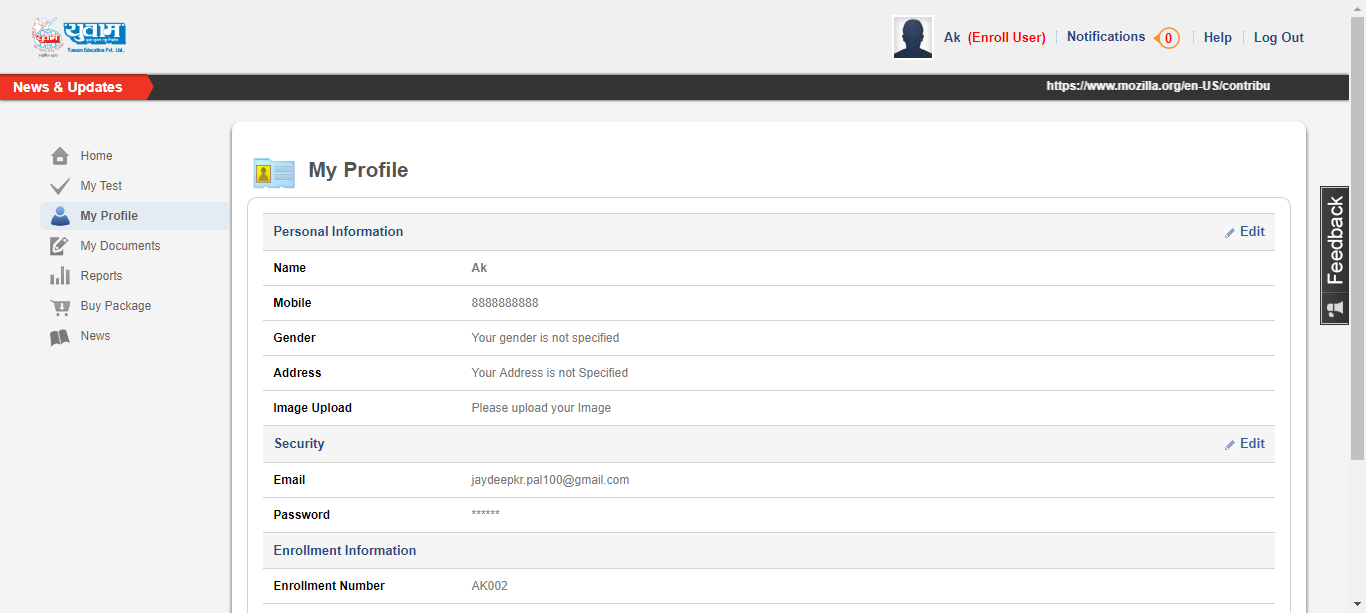 युवाम
Yuwam Education Pvt. Ltd.
Ak (Enroll User)
Notifications
0
Help
Log Out
News & Updates
https://www.mozilla.org/en-US/contribu
Home
My Test
My Profile
My Documents
Reports
Buy Package
News
My Profile
Personal Information
Edit
Name Ak
Mobile 8888888888
Gender Your gender is not specified
Address Your Address is not Specified
Image Upload Please upload your Image
Security
Edit
Email jaydeepkr.pal100@gmail.com
Password ******
Enrollment Information
Enrollment Number AK002
Feedback